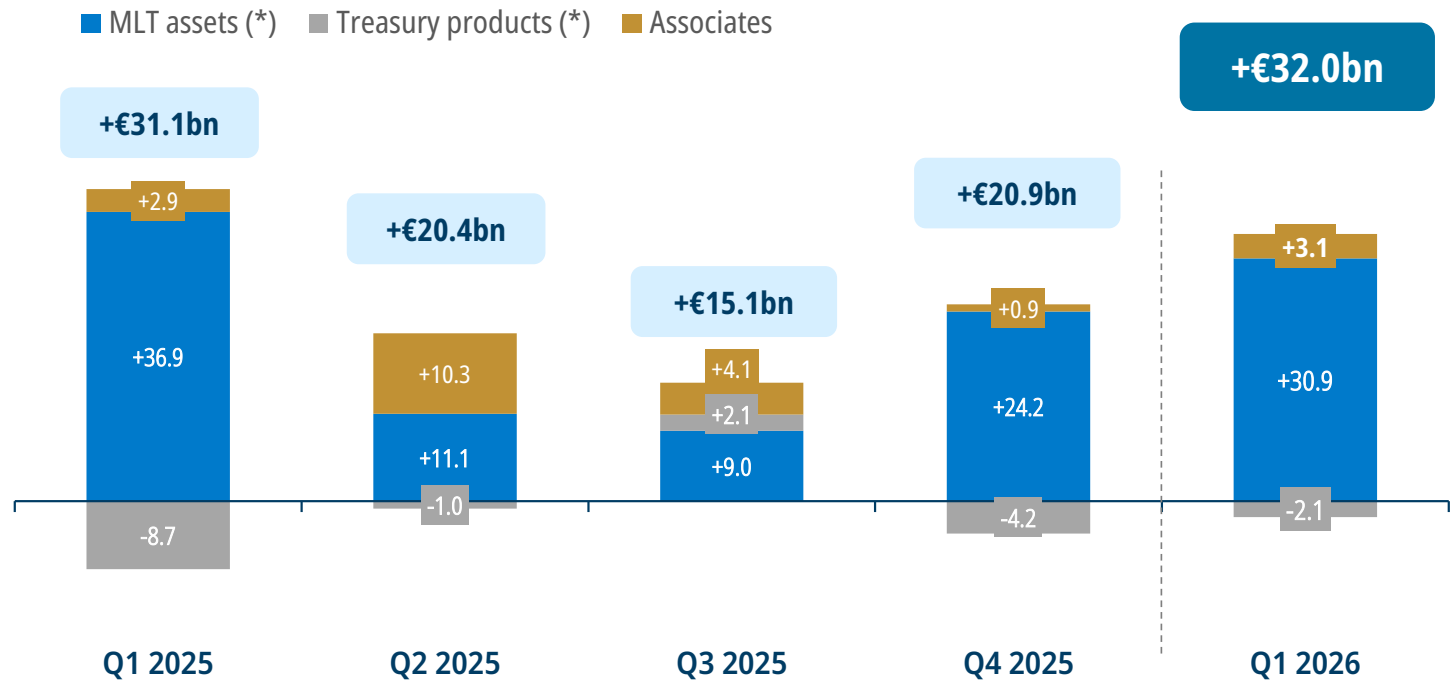 MLT assets (*) Treasury products (*) Associates
+€32.0bn
+€31.1bn
+€20.9bn
+€20.4bn
+€15.1bn
+2.9
+36.9
-8.7
+10.3
+11.1
-1.0
+4.1
+2.1
+9.0
+0.9
+24.2
-4.2
+3.1
+30.9
-2.1
Q1 2025 Q2 2025 Q3 2025 Q4 2025 Q1 2026